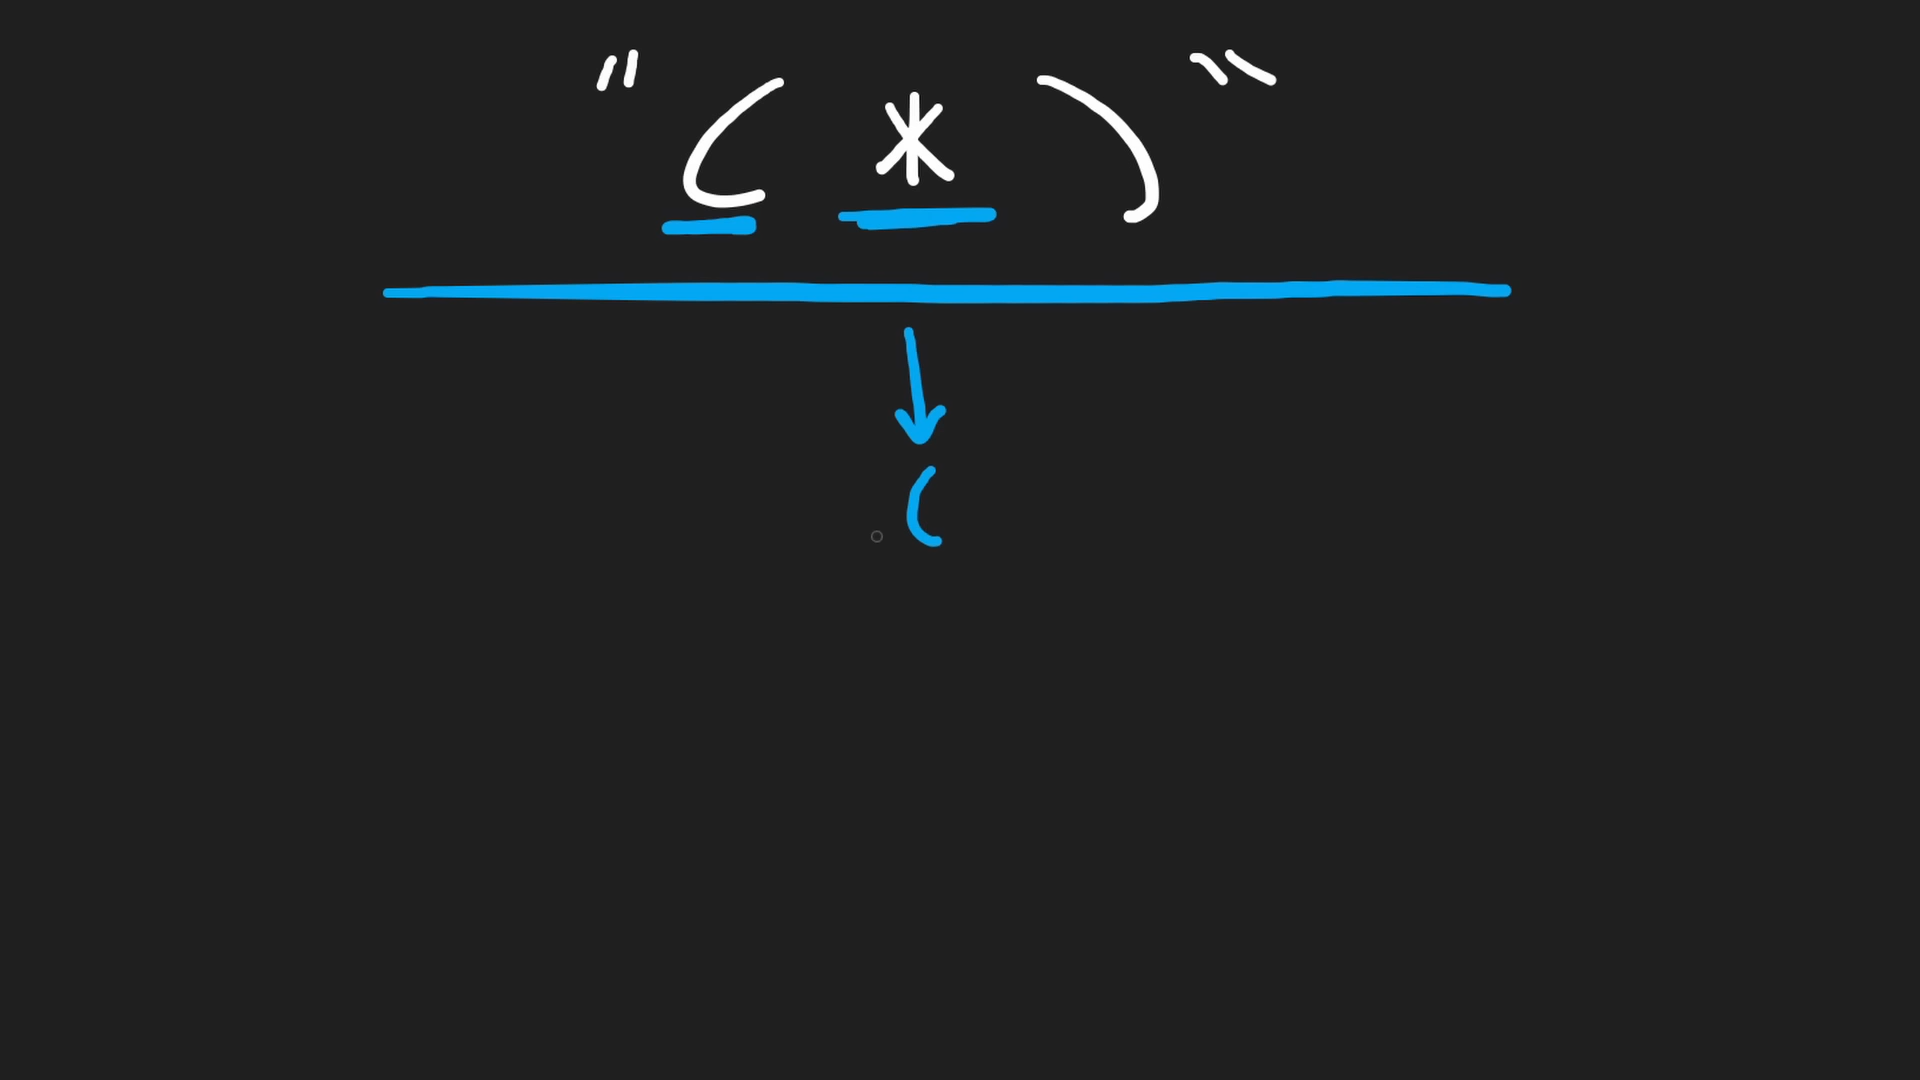 " ( * ) "
(